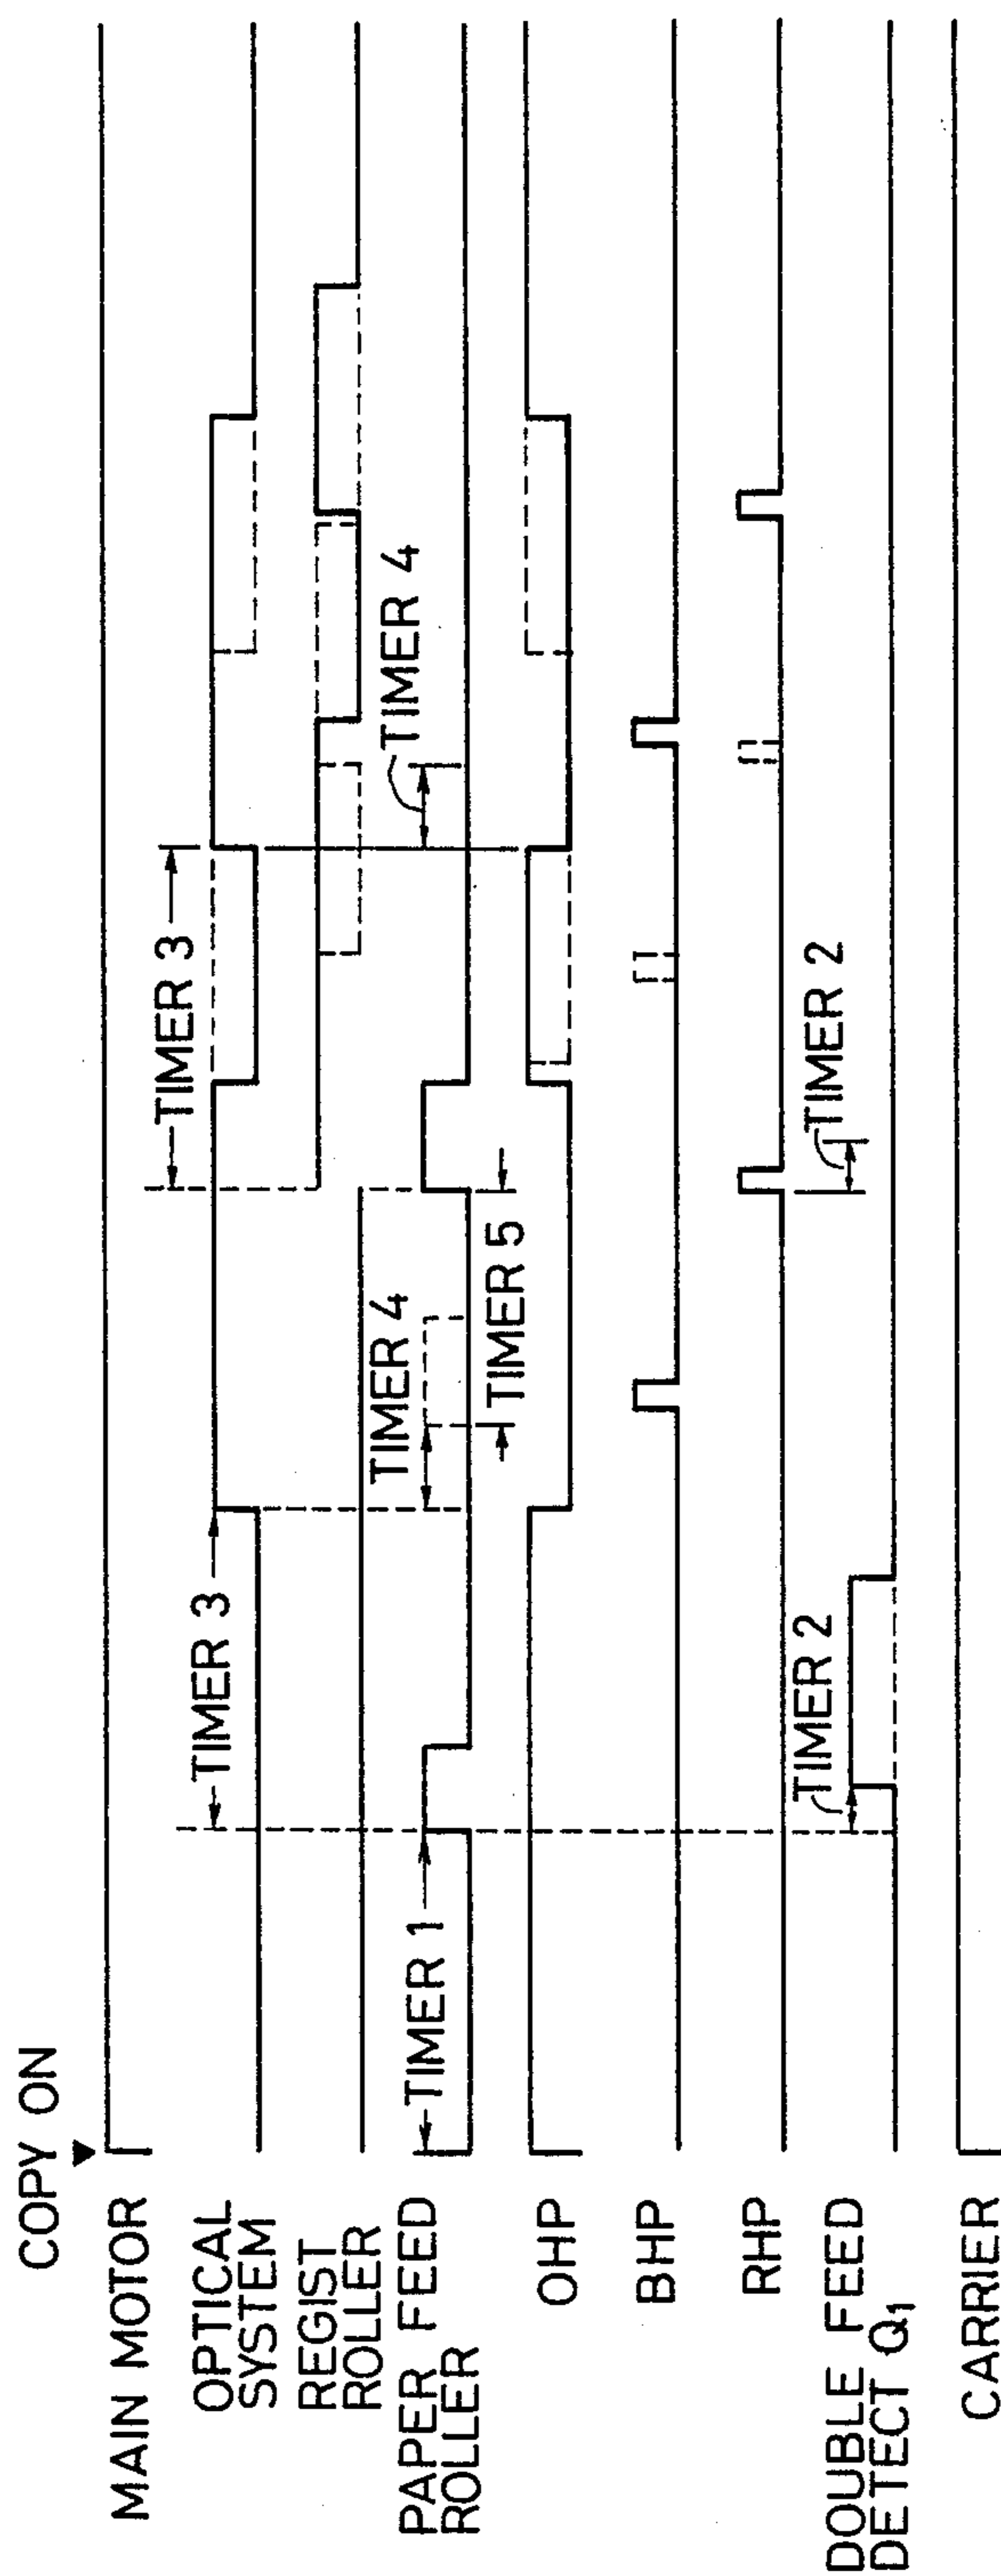 COPY ON
MAIN MOTOR
OPTICAL
SYSTEM
TIMER 3
TIMER 3
REGIST
ROLLER
PAPER FEED
ROLLER
TIMER 1
TIMER 4
TIMER 4
TIMER 5
OHP
BHP
RHP
DOUBLE FEED
DETECT Q1
TIMER 2
TIMER 2
CARRIER